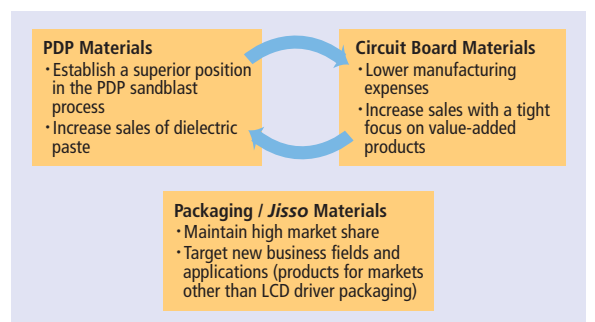 PDP Materials
・Establish a superior position
in the PDP sandblast
process
・Increase sales of dielectric
paste
Circuit Board Materials
・Lower manufacturing
expenses
・Increase sales with a tight
focus on value-added
products
Packaging / Jisso Materials
・Maintain high market share
・Target new business fields and
applications (products for markets
other than LCD driver packaging)